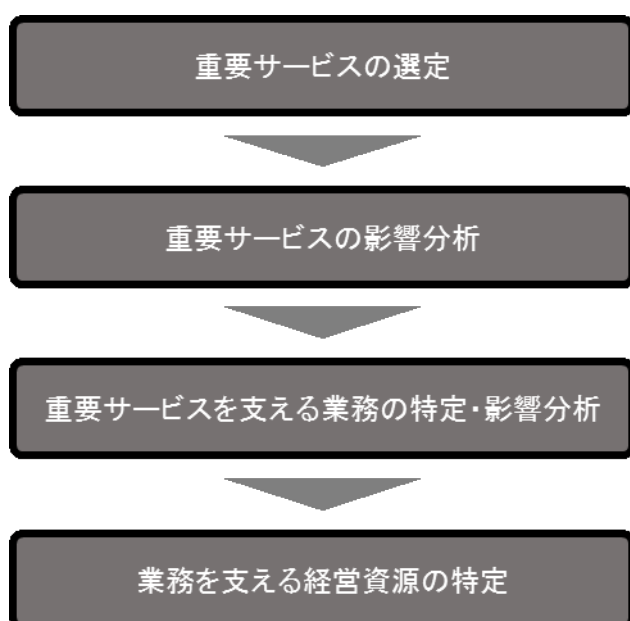 重要サービスの選定
重要サービスの影響分析
重要サービスを支える業務の特定・影響分析
業務を支える経営資源の特定